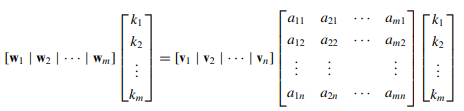 [w₁ | w₂ | ⋯ | wₘ] [k₁ k₂ ⋮ kₘ] = [v₁ | v₂ | ⋯ | vₙ] [a₁₁ a₂₁ ⋯ aₘ₁ a₁₂ a₂₂ ⋯ aₘ₂ ⋮ ⋮ ⋮ a₁ₙ a₂ₙ ⋯ aₘₙ] [k₁ k₂ ⋮ kₘ]